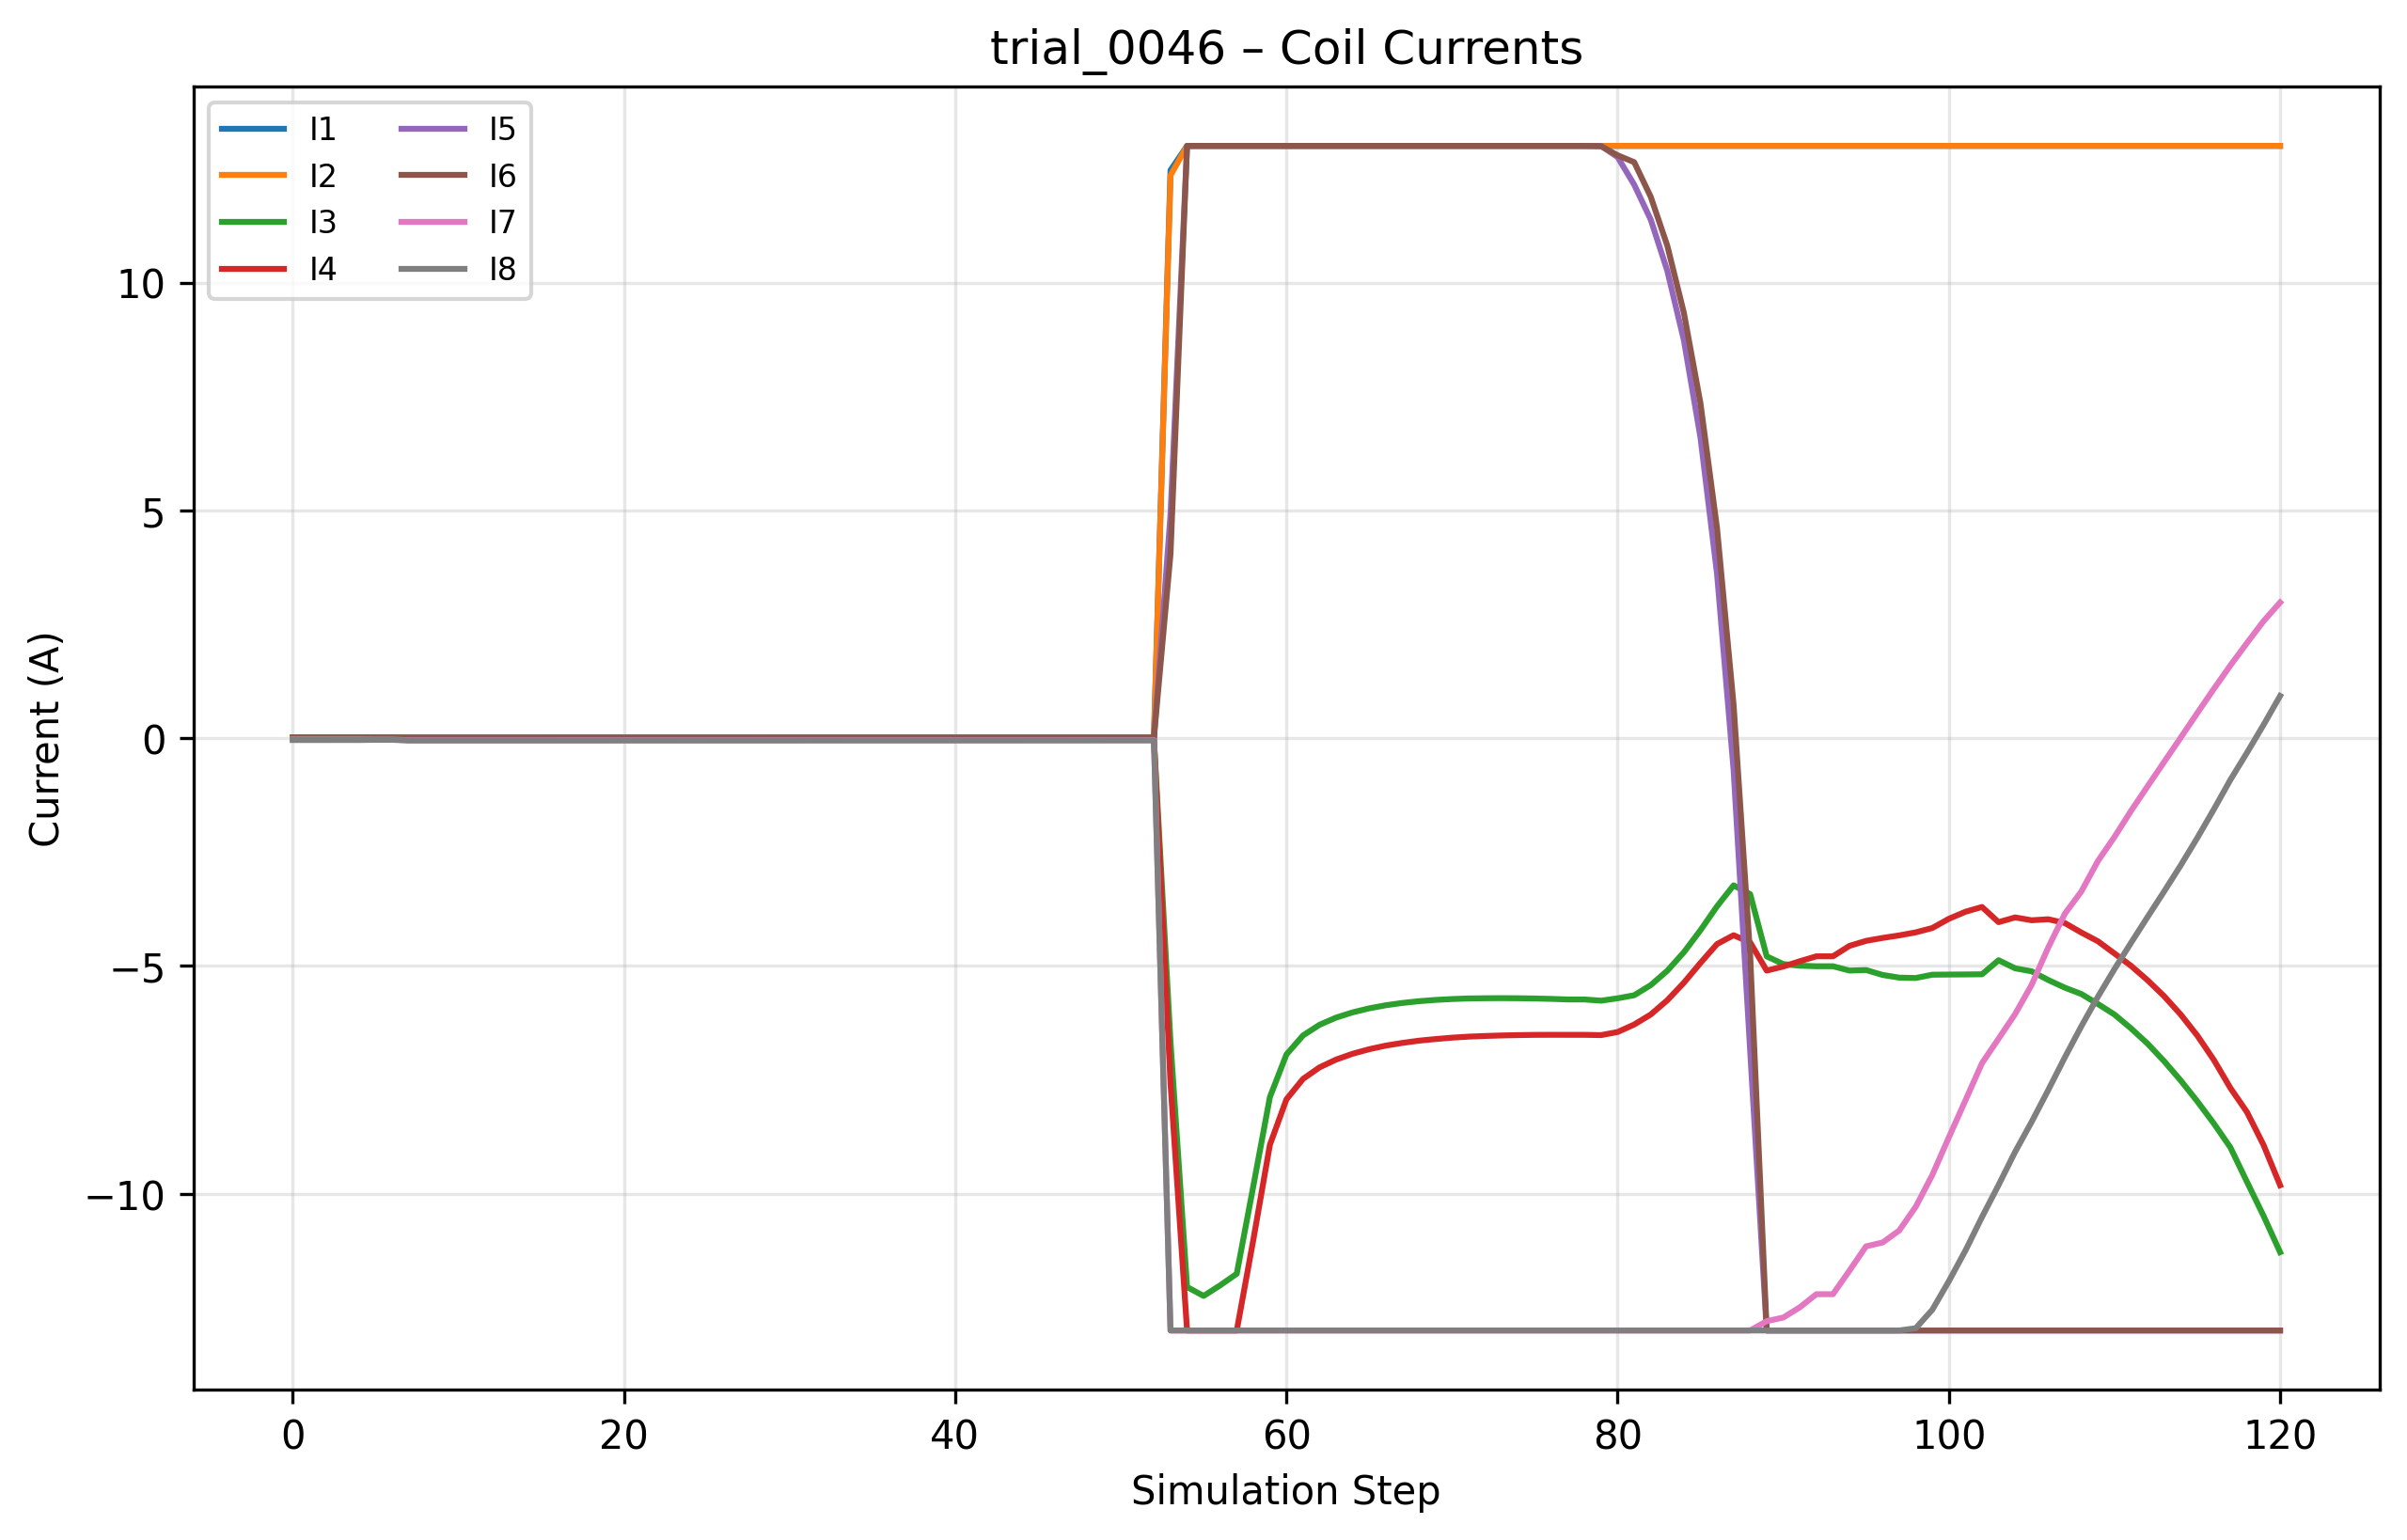 trial_0046 – Coil Currents
I1 I5
I2 I6
I3 I7
I4 I8
10
5
0
−5
−10
Current (A)
0 20 40 60 80 100 120
Simulation Step